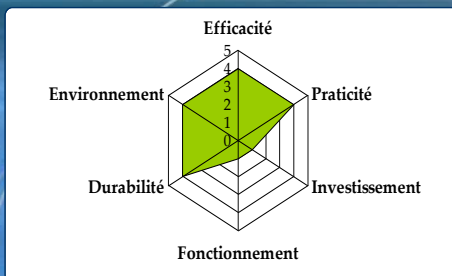 Efficacité
5
4
3
2
1
0
Environnement
Praticité
Durabilité
Investissement
Fonctionnement